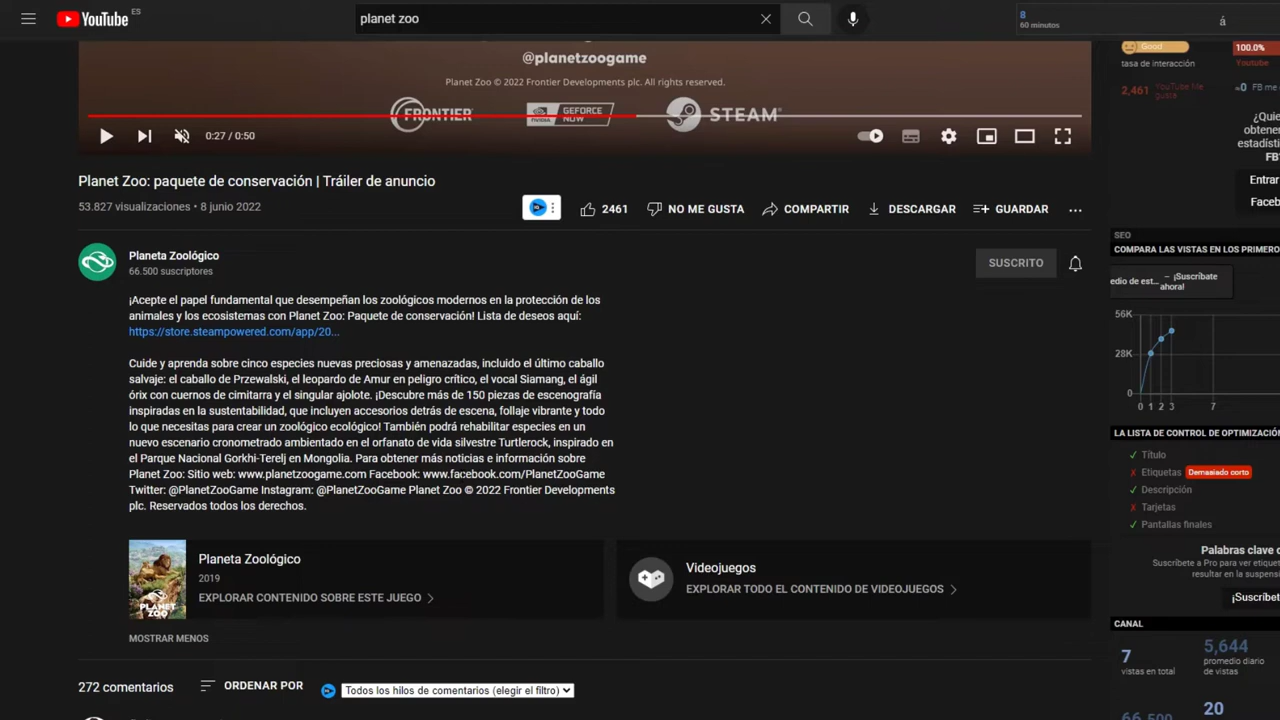 YouTube ES
planet zoo
8
60 minutos
á
@planetzoogame
Planet Zoo © 2022 Frontier Developments plc. All rights reserved.
FRONTIER
NVIDIA GEFORCE NOW
STEAM
0:27 / 0:50
Planet Zoo: paquete de conservación | Tráiler de anuncio
53.827 visualizaciones • 8 junio 2022
2461
NO ME GUSTA
COMPARTIR
DESCARGAR
GUARDAR
Planeta Zoológico
66.500 suscriptores
SUSCRITO
¡Acepte el papel fundamental que desempeñan los zoológicos modernos en la protección de los
animales y los ecosistemas con Planet Zoo: Paquete de conservación! Lista de deseos aquí:
https://store.steampowered.com/app/20...
Cuide y aprenda sobre cinco especies nuevas preciosas y amenazadas, incluido el último caballo
salvaje: el caballo de Przewalski, el leopardo de Amur en peligro crítico, el vocal Siamang, el ágil
órix con cuernos de cimitarra y el singular ajolote. ¡Descubre más de 150 piezas de escenografía
inspiradas en la sustentabilidad, que incluyen accesorios detrás de escena, follaje vibrante y todo
lo que necesitas para crear un zoológico ecológico! También podrá rehabilitar especies en un
nuevo escenario cronometrado ambientado en el orfanato de vida silvestre Turtlerock, inspirado en
el Parque Nacional Gorkhi-Terelj en Mongolia. Para obtener más noticias e información sobre
Planet Zoo: Sitio web: www.planetzoogame.com Facebook: www.facebook.com/PlanetZooGame
Twitter: @PlanetZooGame Instagram: @PlanetZooGame Planet Zoo © 2022 Frontier Developments
plc. Reservados todos los derechos.
PLANET ZOO
Planeta Zoológico
2019
EXPLORAR CONTENIDO SOBRE ESTE JUEGO
Videojuegos
EXPLORAR TODO EL CONTENIDO DE VIDEOJUEGOS
MOSTRAR MENOS
272 comentarios
ORDENAR POR
Todos los hilos de comentarios (elegir el filtro)
Good
tasa de interacción
100.0%
Youtube
2,461
YouTube Me
gusta
0 FB me
¿Quie
obtene
estadísti
FB
Entrar
Faceb
SEO
COMPARA LAS VISTAS EN LOS PRIMERO
edio de est...
– ¡Suscríbete
ahora!
56K
28K
0
0 1 2 3 7
LA LISTA DE CONTROL DE OPTIMIZACIÓN
Título
Etiquetas Demasiado corto
Descripción
Tarjetas
Pantallas finales
Palabras clave c
Suscríbete a Pro para ver etiquet
resultar en la suspensi
¡Suscríbet
CANAL
7
vistas en total
5,644
promedio diario
de vistas
66,500
20